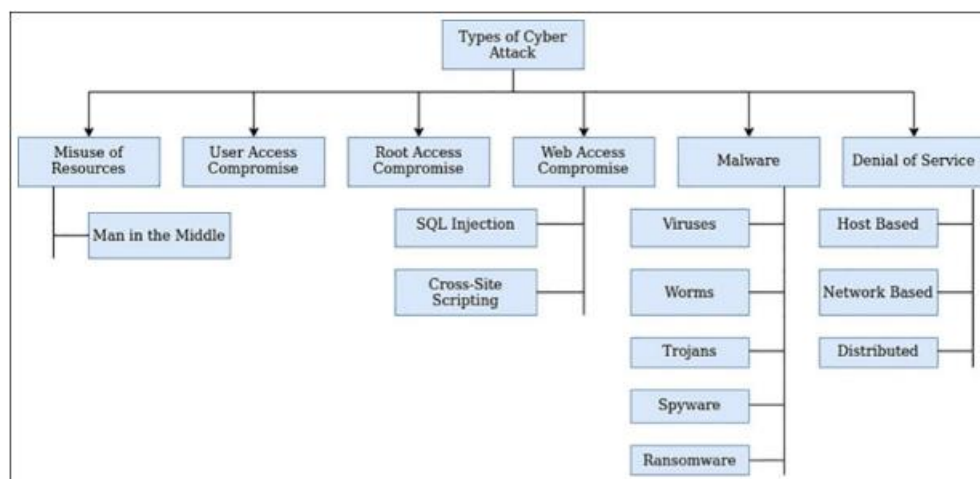 Types of Cyber
Attack
Misuse of
Resources
User Access
Compromise
Root Access
Compromise
Web Access
Compromise
Malware
Denial of Service
Man in the Middle
SQL Injection
Cross-Site
Scripting
Viruses
Worms
Trojans
Spyware
Ransomware
Host Based
Network Based
Distributed